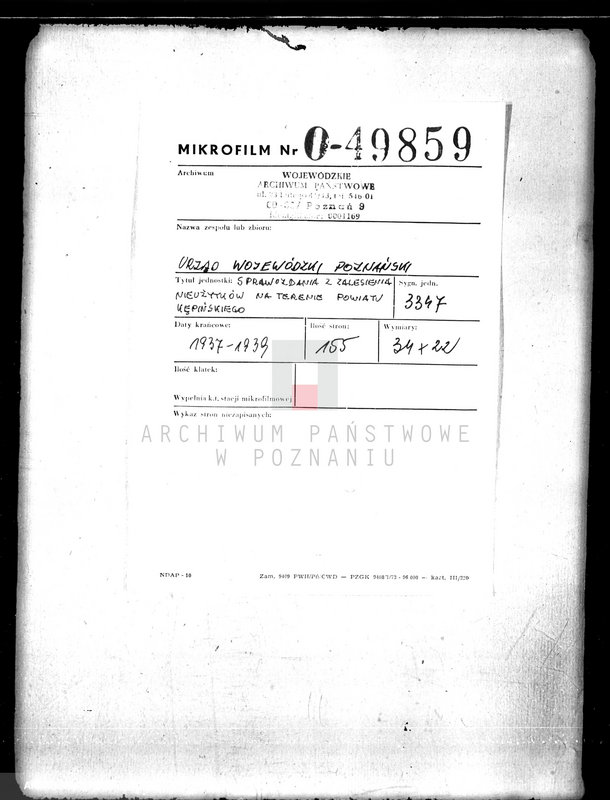 MIKROFILM Nr O-49859
Archiwum
WOJEWÓDZKIE
ARCHIWUM PAŃSTWOWE
Poznań 9
Nazwa zespołu lub zbioru:
URZĄD WOJEWÓDZKI POZNAŃSKI
Tytuł jednostki: SPRAWOZDANIA Z ZALESIENIA
NIEUŻYTKÓW NA TERENIE POWIATU
KĘPIŃSKIEGO
Sygn. jedn.
3347
Daty krańcowe:
1937-1939
Ilość stron:
155
Wymiary:
34 x 22
Ilość klatek:
Wypełnia k.t. stacji mikrofilmowej
Wykaz stron niezapisanych:
ARCHIWUM PAŃSTWOWE
W POZNANIU
NDAP - 10